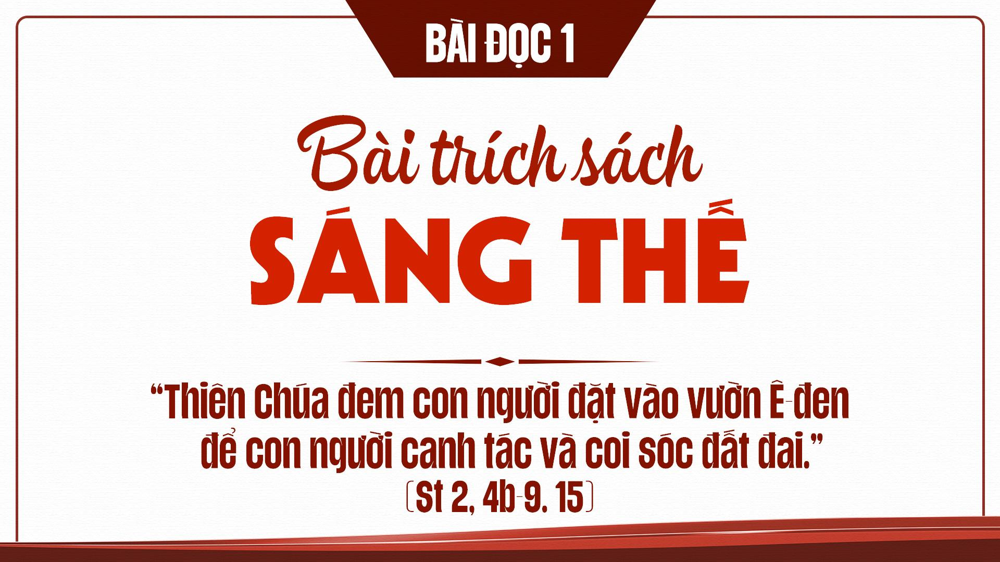 BÀI ĐỌC 1
Bài trích sách
SÁNG THẾ
“Thiên Chúa đem con người đặt vào vườn Ê-đen
để con người canh tác và coi sóc đất đai.”
(St 2, 4b-9. 15)